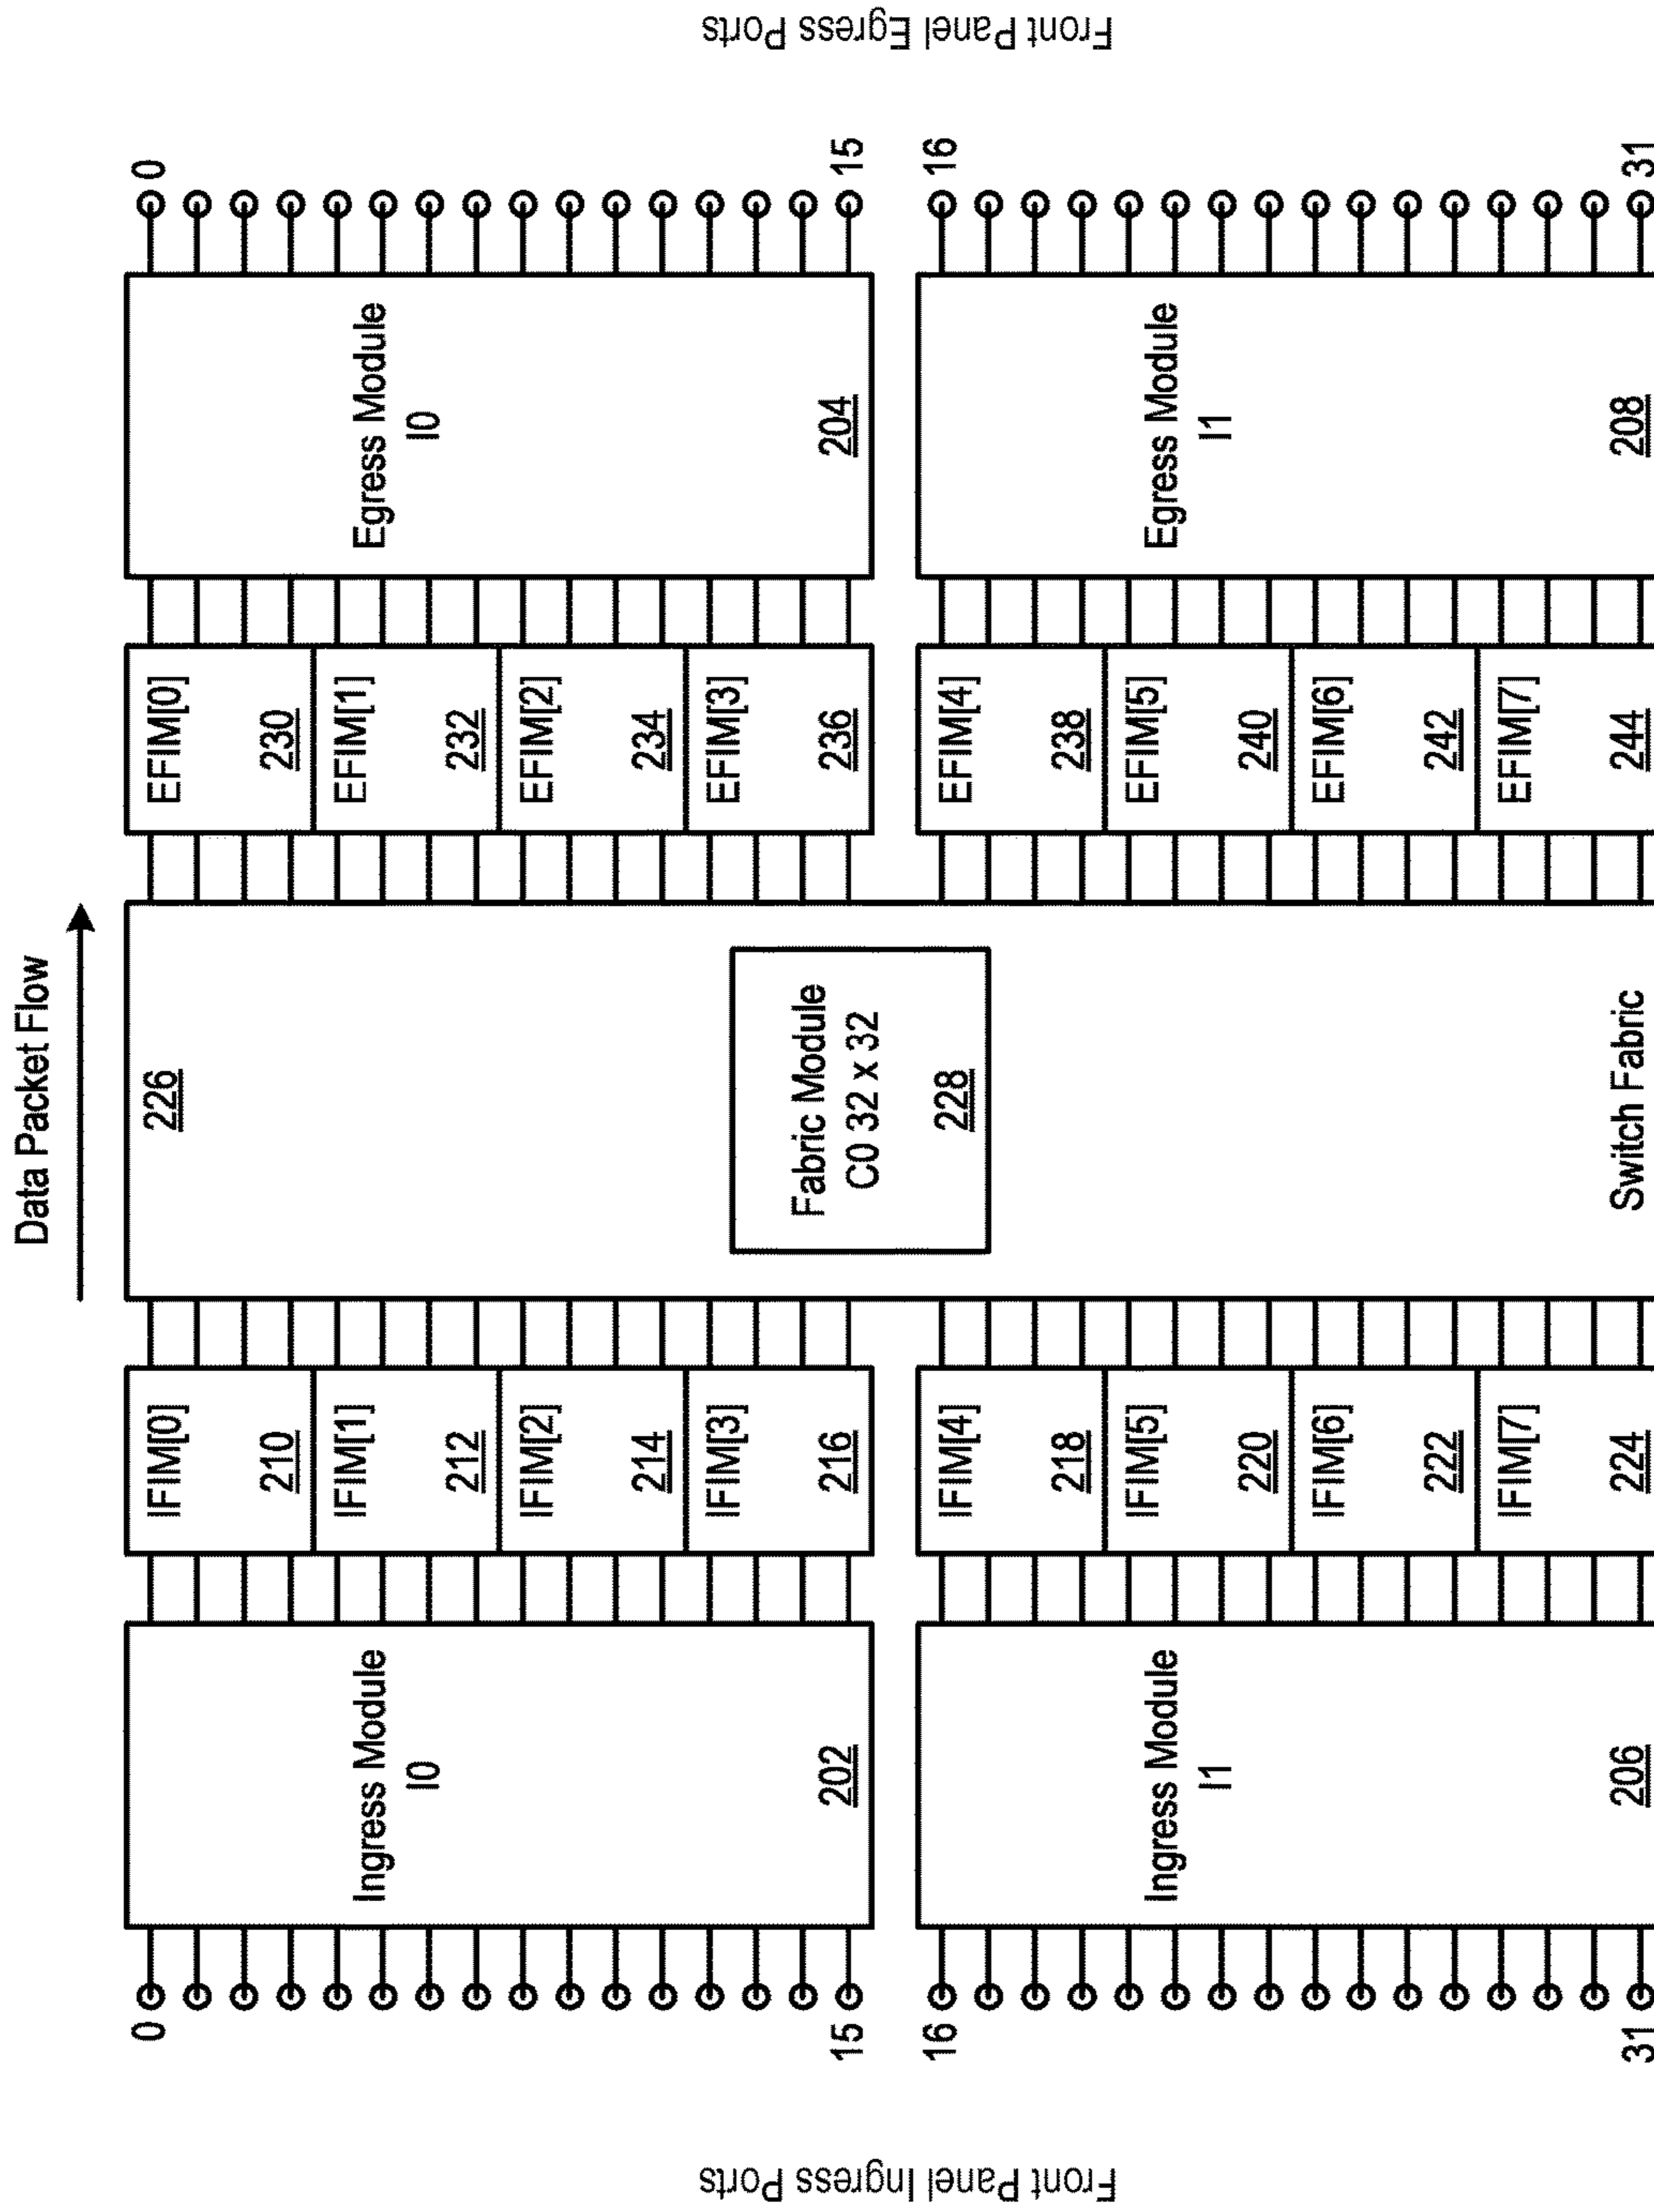 Data Packet Flow
Front Panel Ingress Ports
0
15
16
31
Ingress Module
I0
202
Ingress Module
I1
206
IFIM[0]
210
IFIM[1]
212
IFIM[2]
214
IFIM[3]
216
IFIM[4]
218
IFIM[5]
220
IFIM[6]
222
IFIM[7]
224
226
Fabric Module
C0 32 x 32
228
Switch Fabric
EFIM[0]
230
EFIM[1]
232
EFIM[2]
234
EFIM[3]
236
EFIM[4]
238
EFIM[5]
240
EFIM[6]
242
EFIM[7]
244
Egress Module
I0
204
Egress Module
I1
208
0
15
16
31
Front Panel Egress Ports